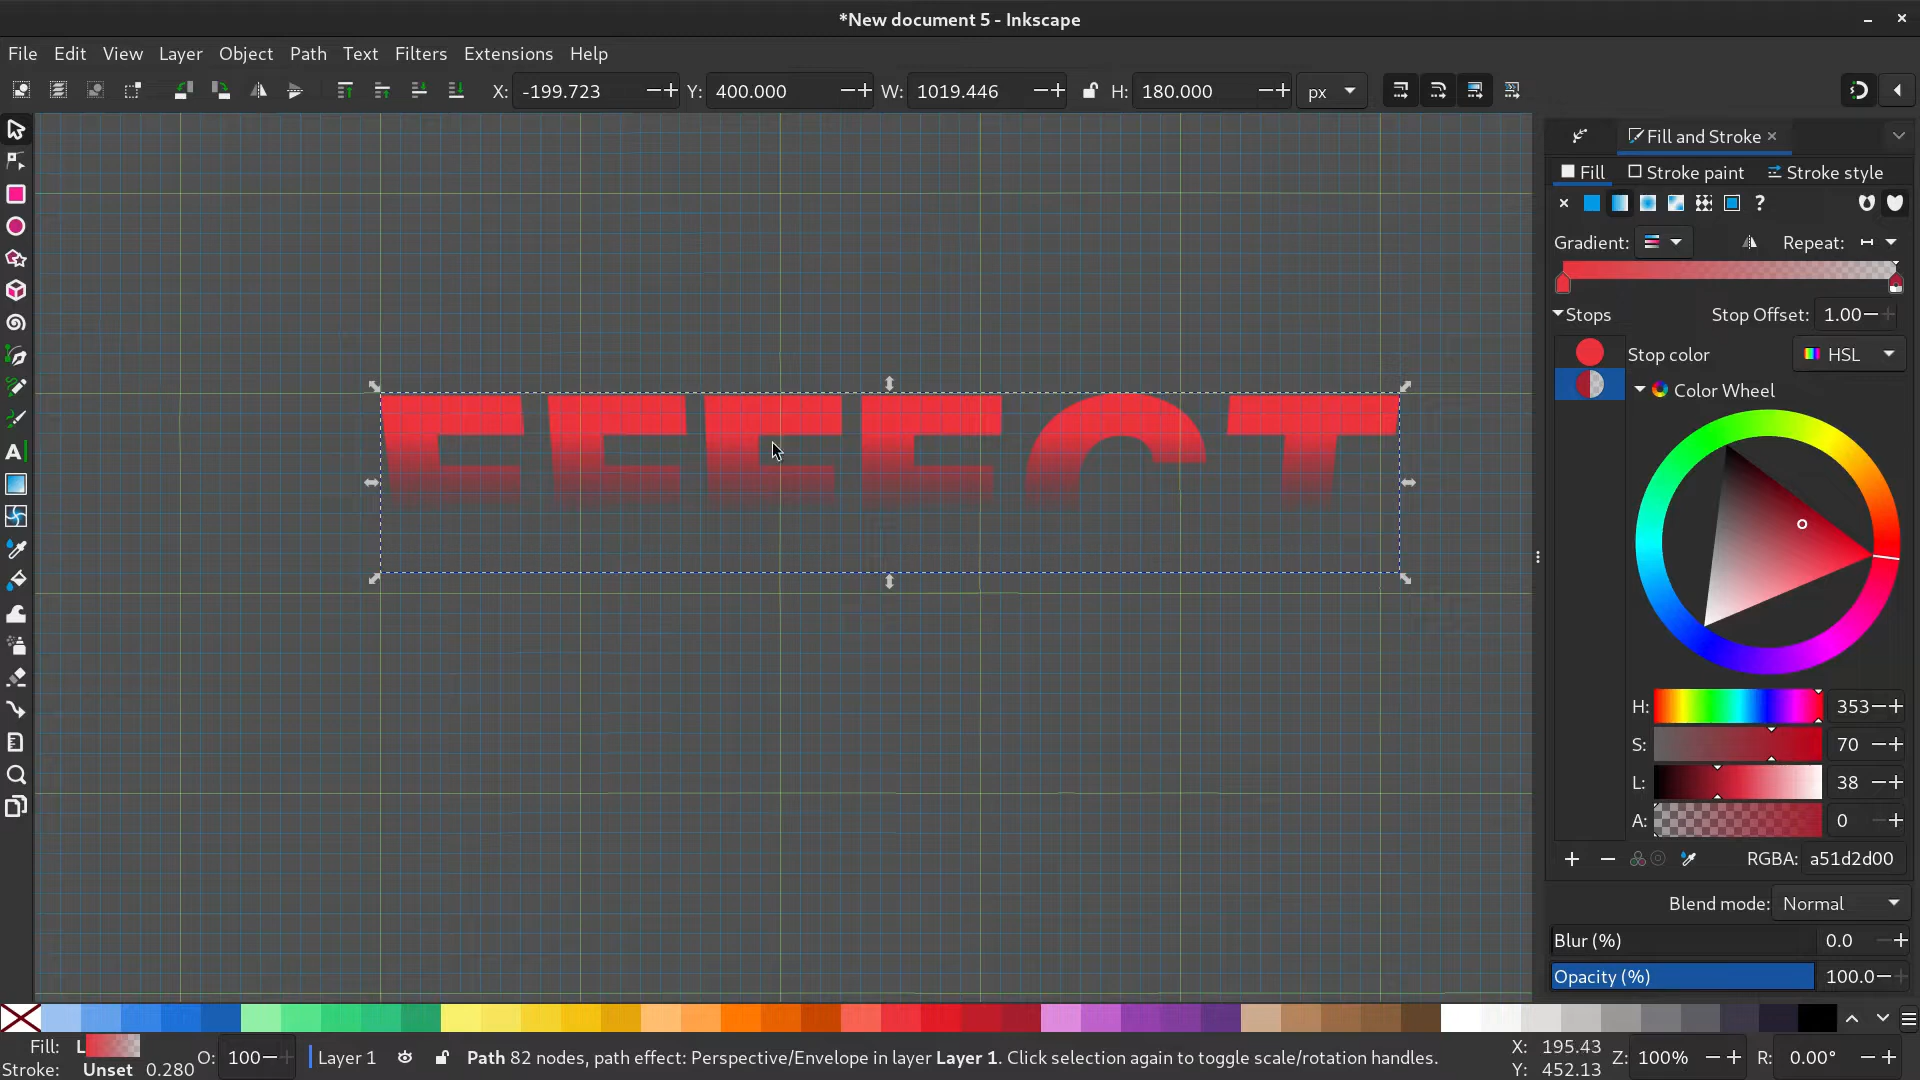 *New document 5 - Inkscape
File Edit View Layer Object Path Text Filters Extensions Help
X: -199.723 Y: 400.000 W: 1019.446 H: 180.000 px
Fill and Stroke
Fill Stroke paint Stroke style
Gradient: Repeat:
Stops Stop Offset: 1.00
Stop color HSL
Color Wheel
EFFECT
H: 353
S: 70
L: 38
A: 0
RGBA: a51d2d00
Blend mode: Normal
Blur (%) 0.0
Opacity (%) 100.0
Fill: L O: 100 Layer 1 Path 82 nodes, path effect: Perspective/Envelope in layer Layer 1. Click selection again to toggle scale/rotation handles. X: 195.43 Z: 100% R: 0.00°
Stroke: Unset 0.280 Y: 452.13